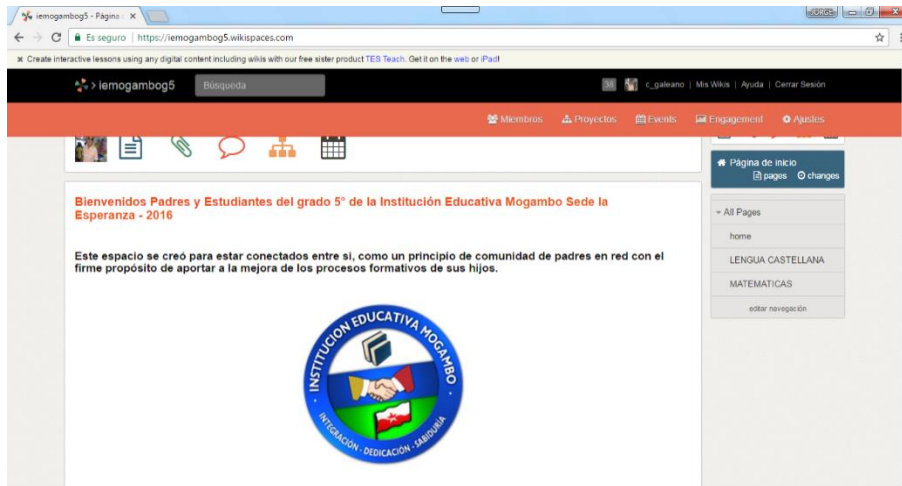 iemogambog5 - Página
JORGE
Es seguro | https://iemogambog5.wikispaces.com
Create interactive lessons using any digital content including wikis with our free sister product TES Teach. Get it on the web or iPad!
> iemogambog5
Búsqueda
38 c_galeano | Mis Wikis | Ayuda | Cerrar Sesión
Miembros Proyectos Events Engagement Ajustes
Página de inicio
pages changes
Bienvenidos Padres y Estudiantes del grado 5° de la Institución Educativa Mogambo Sede la
Esperanza - 2016
Este espacio se creó para estar conectados entre si, como un principio de comunidad de padres en red con el
firme propósito de aportar a la mejora de los procesos formativos de sus hijos.
All Pages
home
LENGUA CASTELLANA
MATEMATICAS
editar navegación
INSTITUCION EDUCATIVA MOGAMBO
INTEGRACIÓN - DEDICACIÓN - SABIDURIA